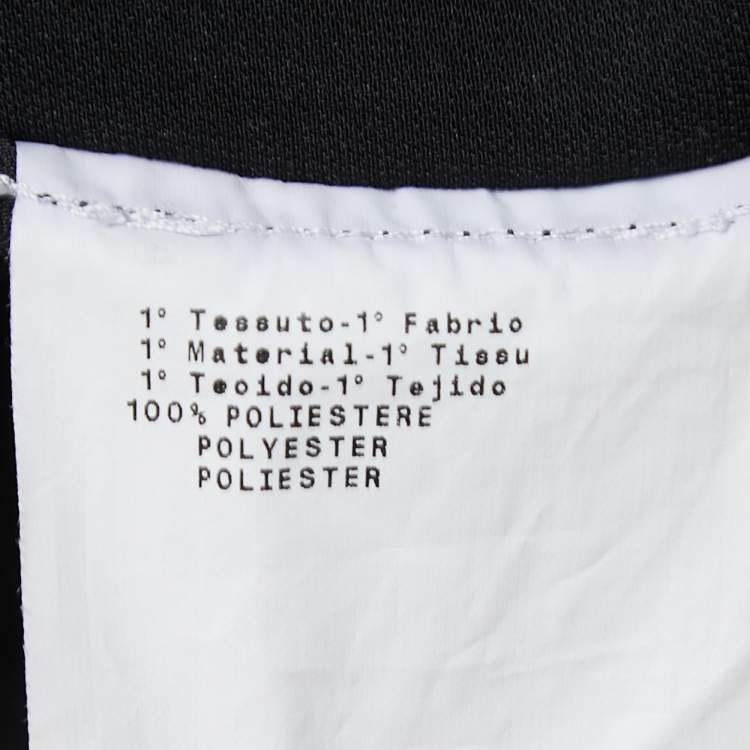 1° Tessuto-1° Fabric
1° Material-1° Tissu
1° Tecido-1° Tejido
100% POLIESTERE
POLYESTER
POLIESTER